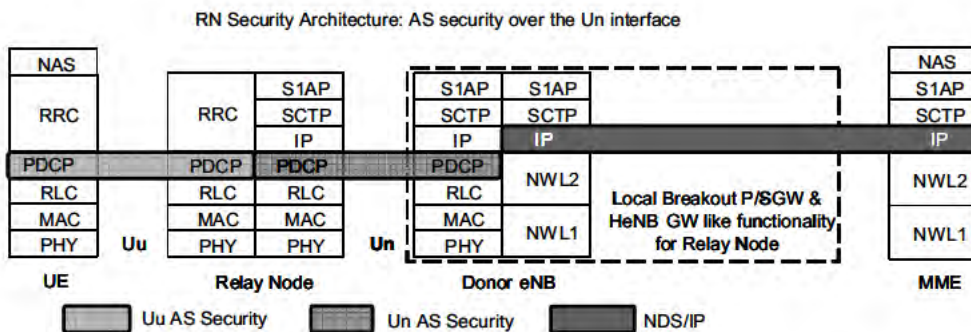 RN Security Architecture: AS security over the Un interface
NAS NAS
S1AP S1AP S1AP S1AP
RRC RRC SCTP SCTP SCTP SCTP
IP IP IP IP
PDCP PDCP PDCP PDCP
RLC RLC RLC RLC NWL2 NWL2
Local Breakout P/SGW &
MAC MAC MAC MAC HeNB GW like functionality
PHY Uu PHY PHY Un PHY NWL1 for Relay Node NWL1
UE Relay Node Donor eNB MME
Uu AS Security Un AS Security NDS/IP